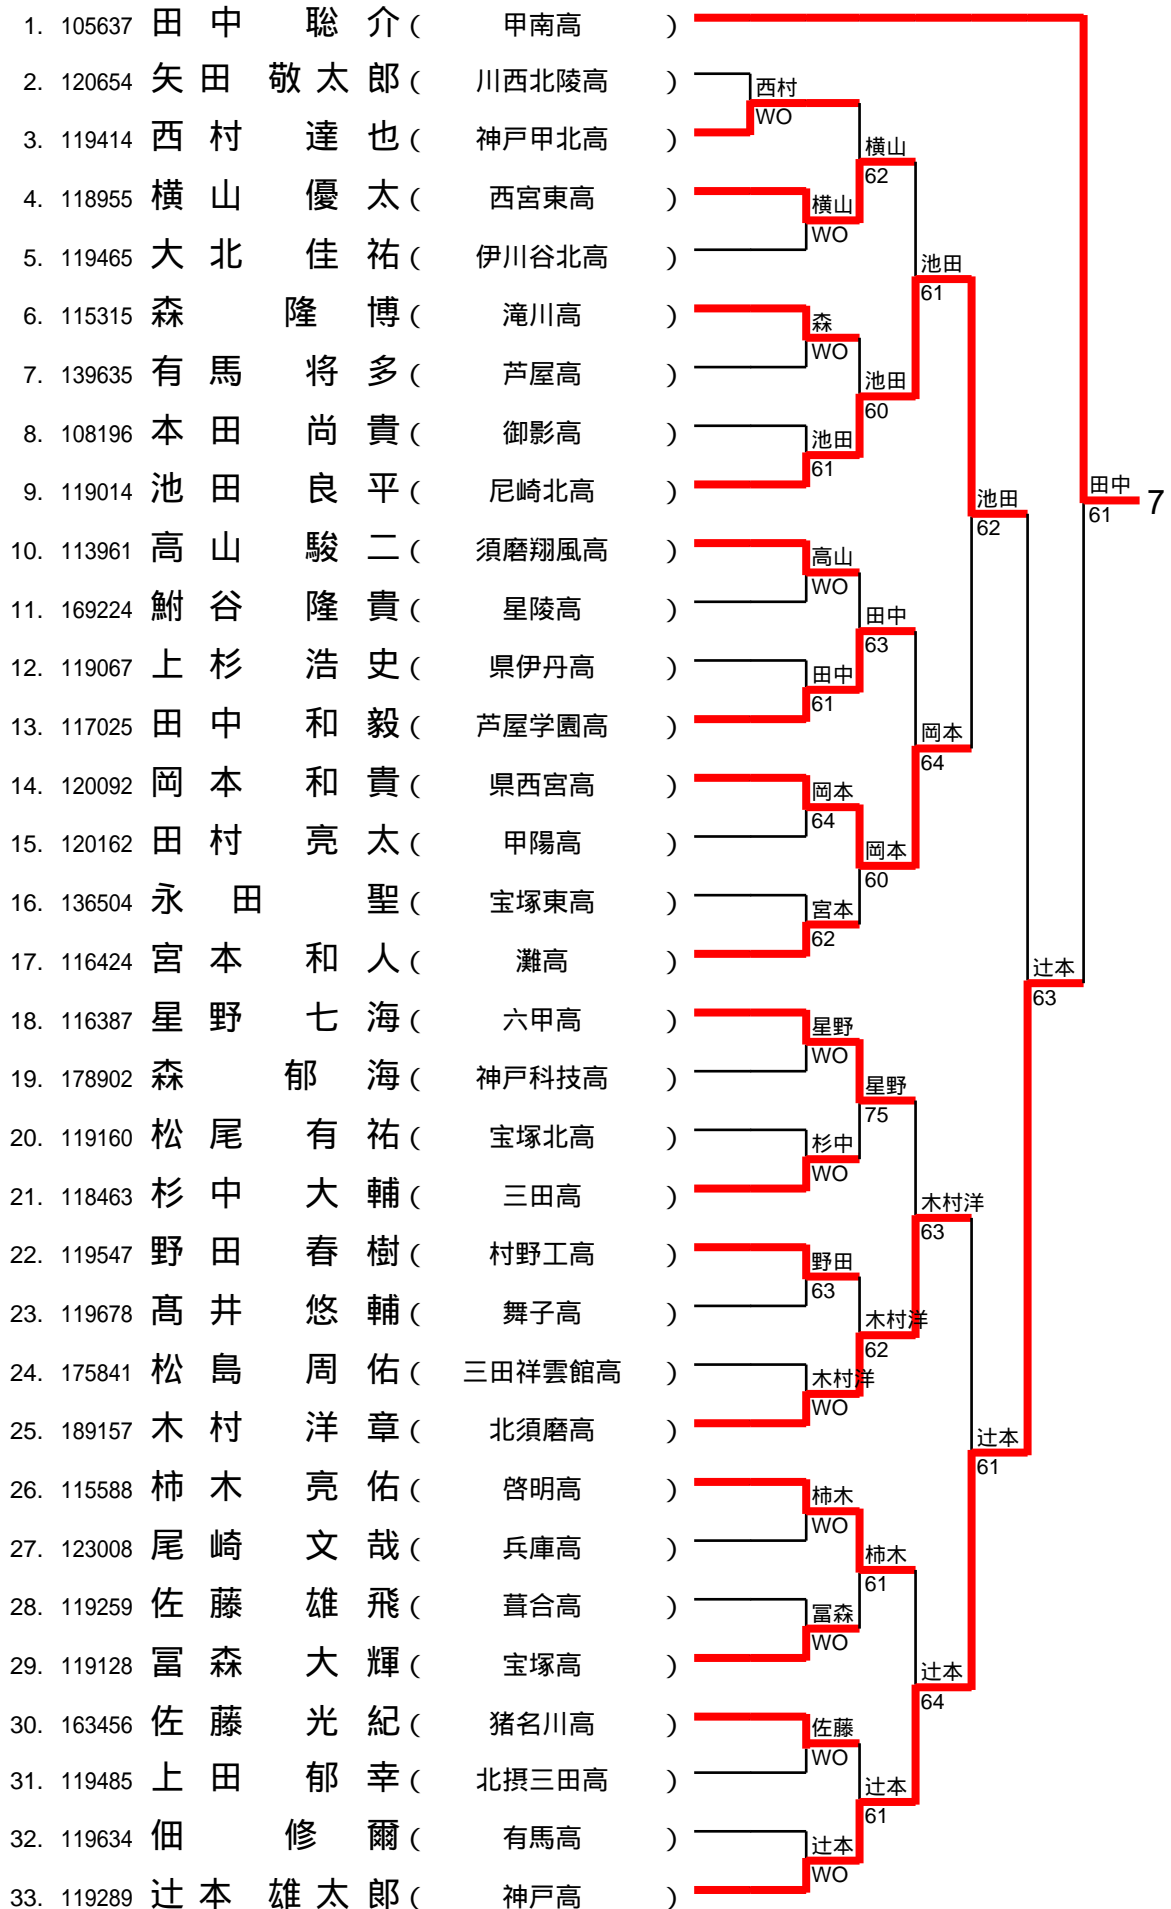 1. 105637 田中 聡介 ( 甲南高 )
2. 120654 矢田 敬太郎 ( 川西北陵高 )
西村
WO
3. 119414 西村 達也 ( 神戸甲北高 )
横山
62
4. 118955 横山 優太 ( 西宮東高 )
横山
WO
5. 119465 大北 佳祐 ( 伊川谷北高 )
池田
61
6. 115315 森 隆博 ( 滝川高 )
森
WO
7. 139635 有馬 将多 ( 芦屋高 )
池田
60
8. 108196 本田 尚貴 ( 御影高 )
池田
61
9. 119014 池田 良平 ( 尼崎北高 )
池田
62
田中
61
7
10. 113961 高山 駿二 ( 須磨翔風高 )
高山
WO
11. 169224 鮒谷 隆貴 ( 星陵高 )
田中
63
12. 119067 上杉 浩史 ( 県伊丹高 )
田中
61
13. 117025 田中 和毅 ( 芦屋学園高 )
岡本
64
14. 120092 岡本 和貴 ( 県西宮高 )
岡本
64
15. 120162 田村 亮太 ( 甲陽高 )
岡本
60
16. 136504 永田 聖 ( 宝塚東高 )
宮本
62
17. 116424 宮本 和人 ( 灘高 )
辻本
63
18. 116387 星野 七海 ( 六甲高 )
星野
WO
19. 178902 森 郁海 ( 神戸科技高 )
星野
75
20. 119160 松尾 有祐 ( 宝塚北高 )
杉中
WO
21. 118463 杉中 大輔 ( 三田高 )
木村洋
63
22. 119547 野田 春樹 ( 村野工高 )
野田
63
23. 119678 髙井 悠輔 ( 舞子高 )
木村洋
62
24. 175841 松島 周佑 ( 三田祥雲館高 )
木村洋
WO
25. 189157 木村 洋章 ( 北須磨高 )
辻本
61
26. 115588 柿木 亮佑 ( 啓明高 )
柿木
WO
27. 123008 尾崎 文哉 ( 兵庫高 )
柿木
61
28. 119259 佐藤 雄飛 ( 葺合高 )
冨森
WO
29. 119128 冨森 大輝 ( 宝塚高 )
辻本
64
30. 163456 佐藤 光紀 ( 猪名川高 )
佐藤
WO
31. 119485 上田 郁幸 ( 北摂三田高 )
辻本
61
32. 119634 佃 修爾 ( 有馬高 )
辻本
WO
33. 119289 辻本 雄太郎 ( 神戸高 )